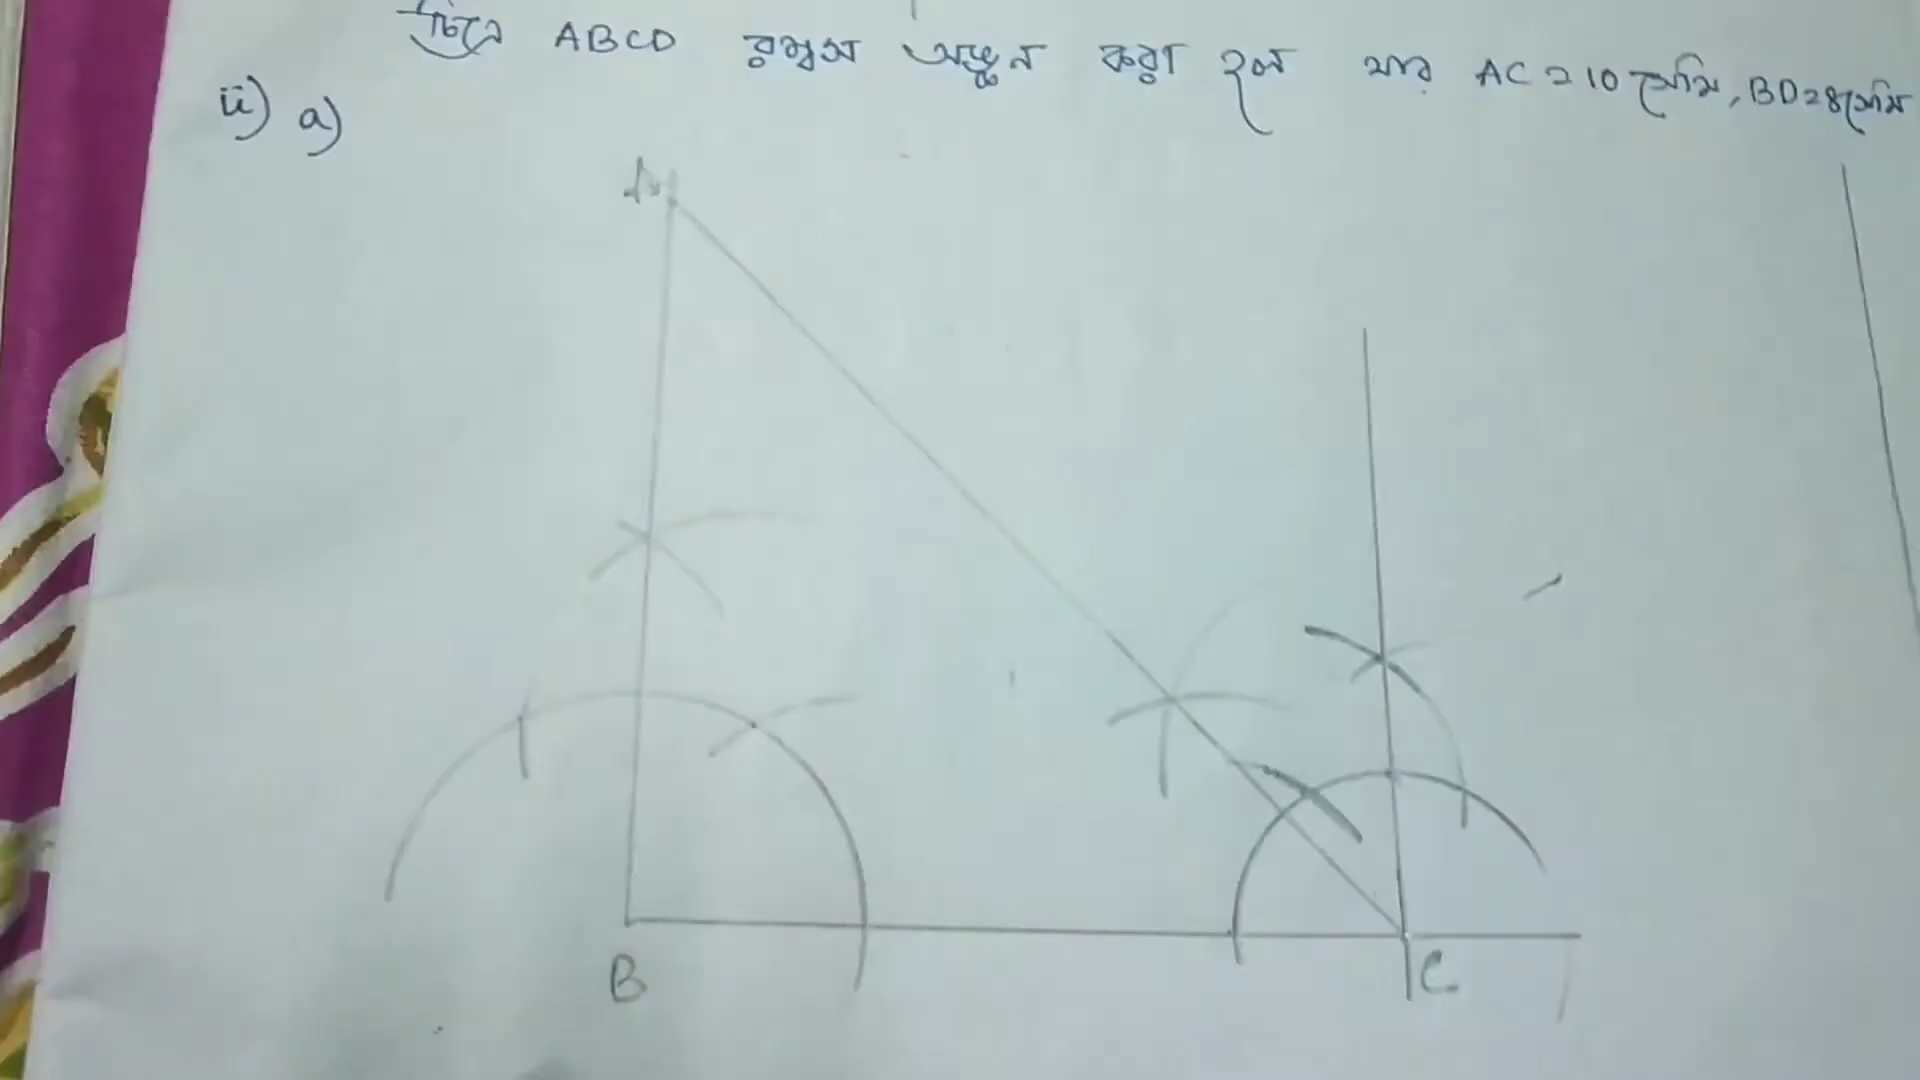 চিত্রে ABCD রম্বস অঙ্কন করা হল যার AC = 10 সেমি, BD = 8 সেমি
ii) a)
A
B
C